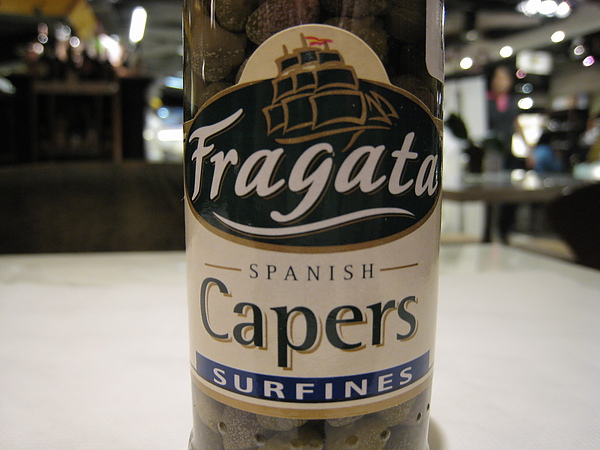 Fragata
SPANISH
Capers
SURFINES